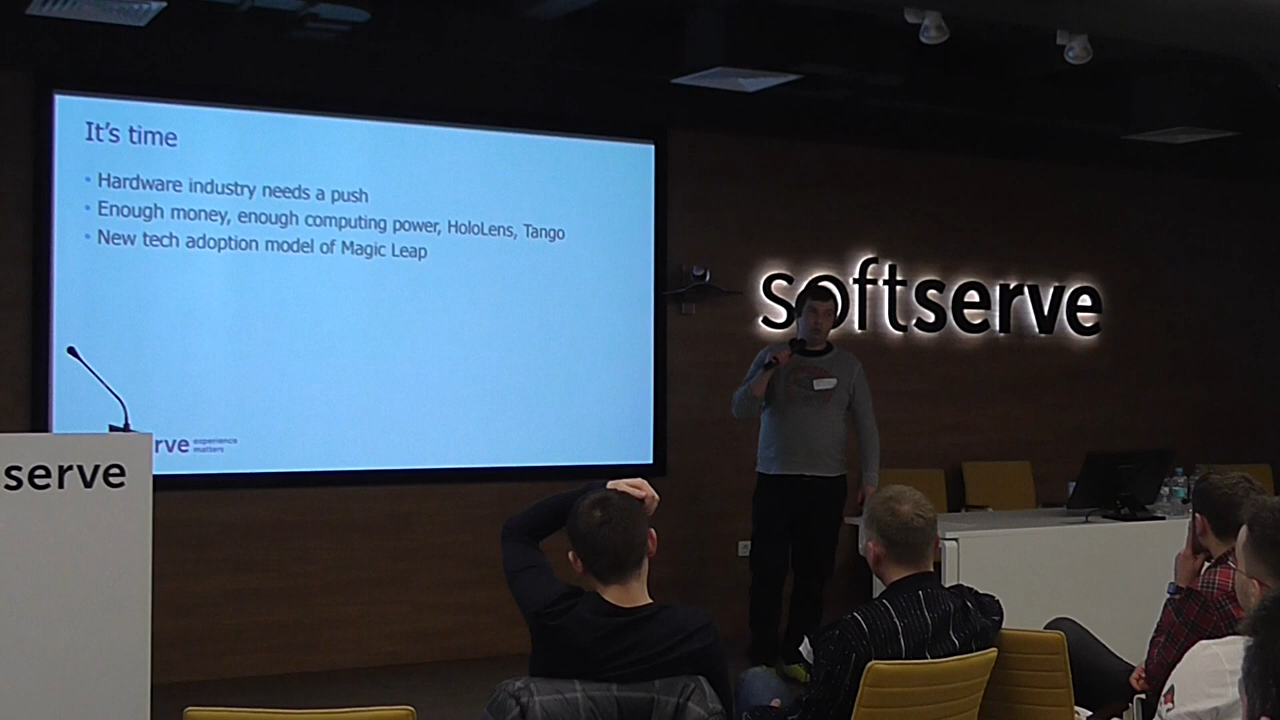 It's time
• Hardware industry needs a push
• Enough money, enough computing power, HoloLens, Tango
• New tech adoption model of Magic Leap
rve experience
matters
serve
softserve